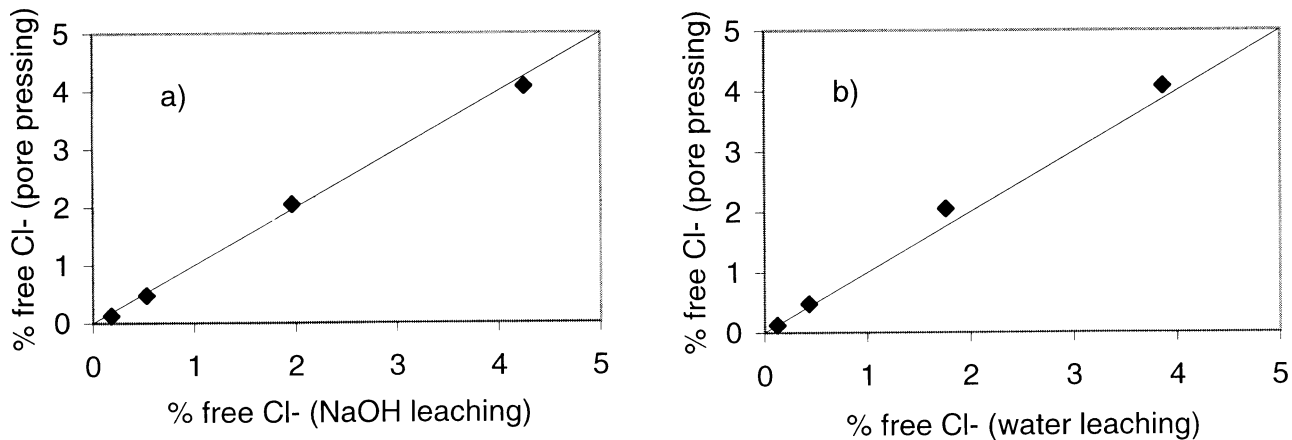 % free Cl- (pore pressing)
5
4
3
2
1
0
a)
0 1 2 3 4 5
% free Cl- (NaOH leaching)
% free Cl- (pore pressing)
5
4
3
2
1
0
b)
0 1 2 3 4 5
% free Cl- (water leaching)